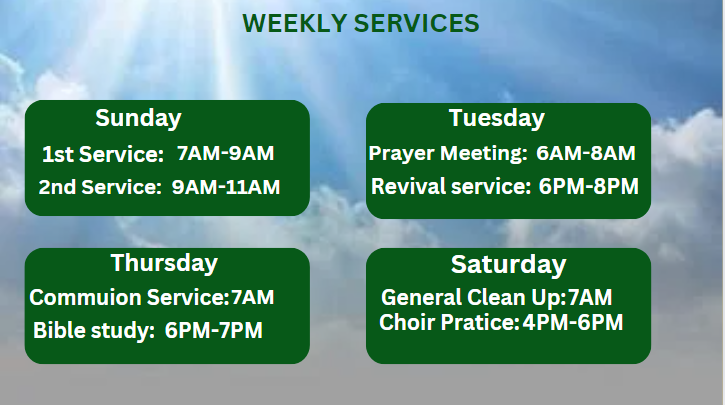 WEEKLY SERVICES
Sunday
1st Service: 7AM-9AM
2nd Service: 9AM-11AM
Tuesday
Prayer Meeting: 6AM-8AM
Revival service: 6PM-8PM
Thursday
Commuion Service:7AM
Bible study: 6PM-7PM
Saturday
General Clean Up:7AM
Choir Pratice:4PM-6PM